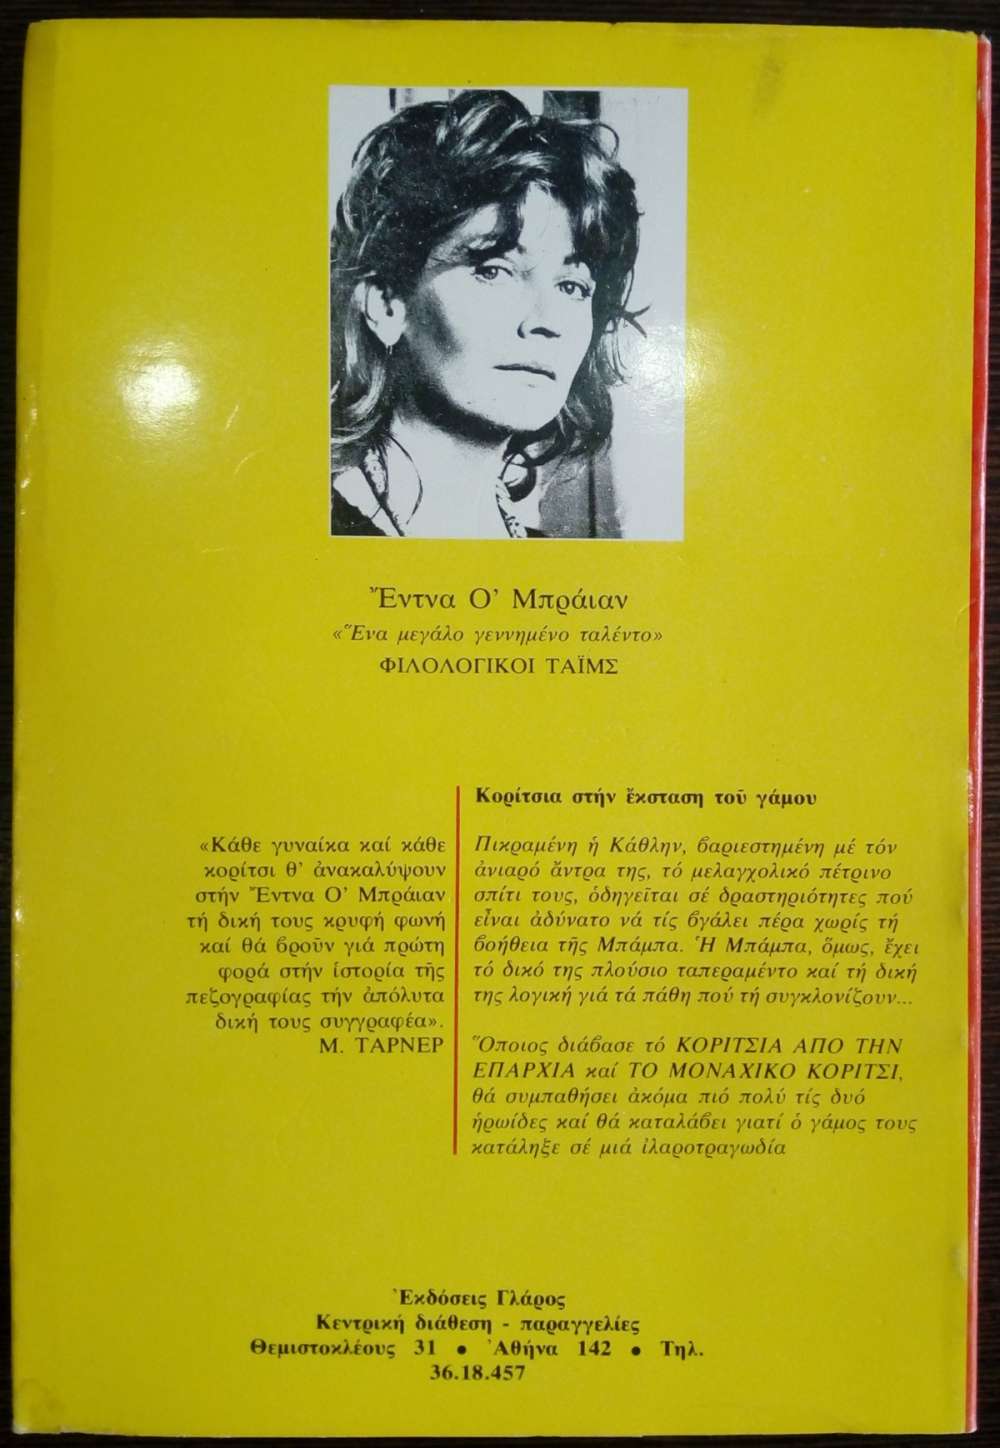 Ἔντνα Ο' Μπράιαν
«Ἕνα μεγάλο γεννημένο ταλέντο»
ΦΙΛΟΛΟΓΙΚΟΙ ΤΑΪΜΣ
«Κάθε γυναίκα καί κάθε
κορίτσι θ' ἀνακαλύψουν
στήν Ἔντνα Ο' Μπράιαν
τή δική τους κρυφή φωνή
καί θά βροῦν γιά πρώτη
φορά στήν ἱστορία τῆς
πεζογραφίας τήν ἀπόλυτα
δική τους συγγραφέα».
Μ. ΤΑΡΝΕΡ
Κορίτσια στήν ἔκσταση τοῦ γάμου
Πικραμένη ἡ Κάθλην, βαριεστημένη μέ τόν
ἀνιαρό ἄντρα της, τό μελαγχολικό πέτρινο
σπίτι τους, ὁδηγεῖται σέ δραστηριότητες πού
εἶναι ἀδύνατο νά τίς βγάλει πέρα χωρίς τή
βοήθεια τῆς Μπάμπα. Ἡ Μπάμπα, ὅμως, ἔχει
τό δικό της πλούσιο ταπεραμέντο καί τή δική
της λογική γιά τά πάθη πού τή συγκλονίζουν...
Ὅποιος διάβασε τό ΚΟΡΙΤΣΙΑ ΑΠΟ ΤΗΝ
ΕΠΑΡΧΙΑ καί ΤΟ ΜΟΝΑΧΙΚΟ ΚΟΡΙΤΣΙ,
θά συμπαθήσει ἀκόμα πιό πολύ τίς δυό
ἡρωίδες καί θά καταλάβει γιατί ὁ γάμος τους
κατάληξε σέ μιά ἱλαροτραγωδία
Ἐκδόσεις Γλάρος
Κεντρική διάθεση - παραγγελίες
Θεμιστοκλέους 31 • Ἀθήνα 142 • Τηλ.
36.18.457